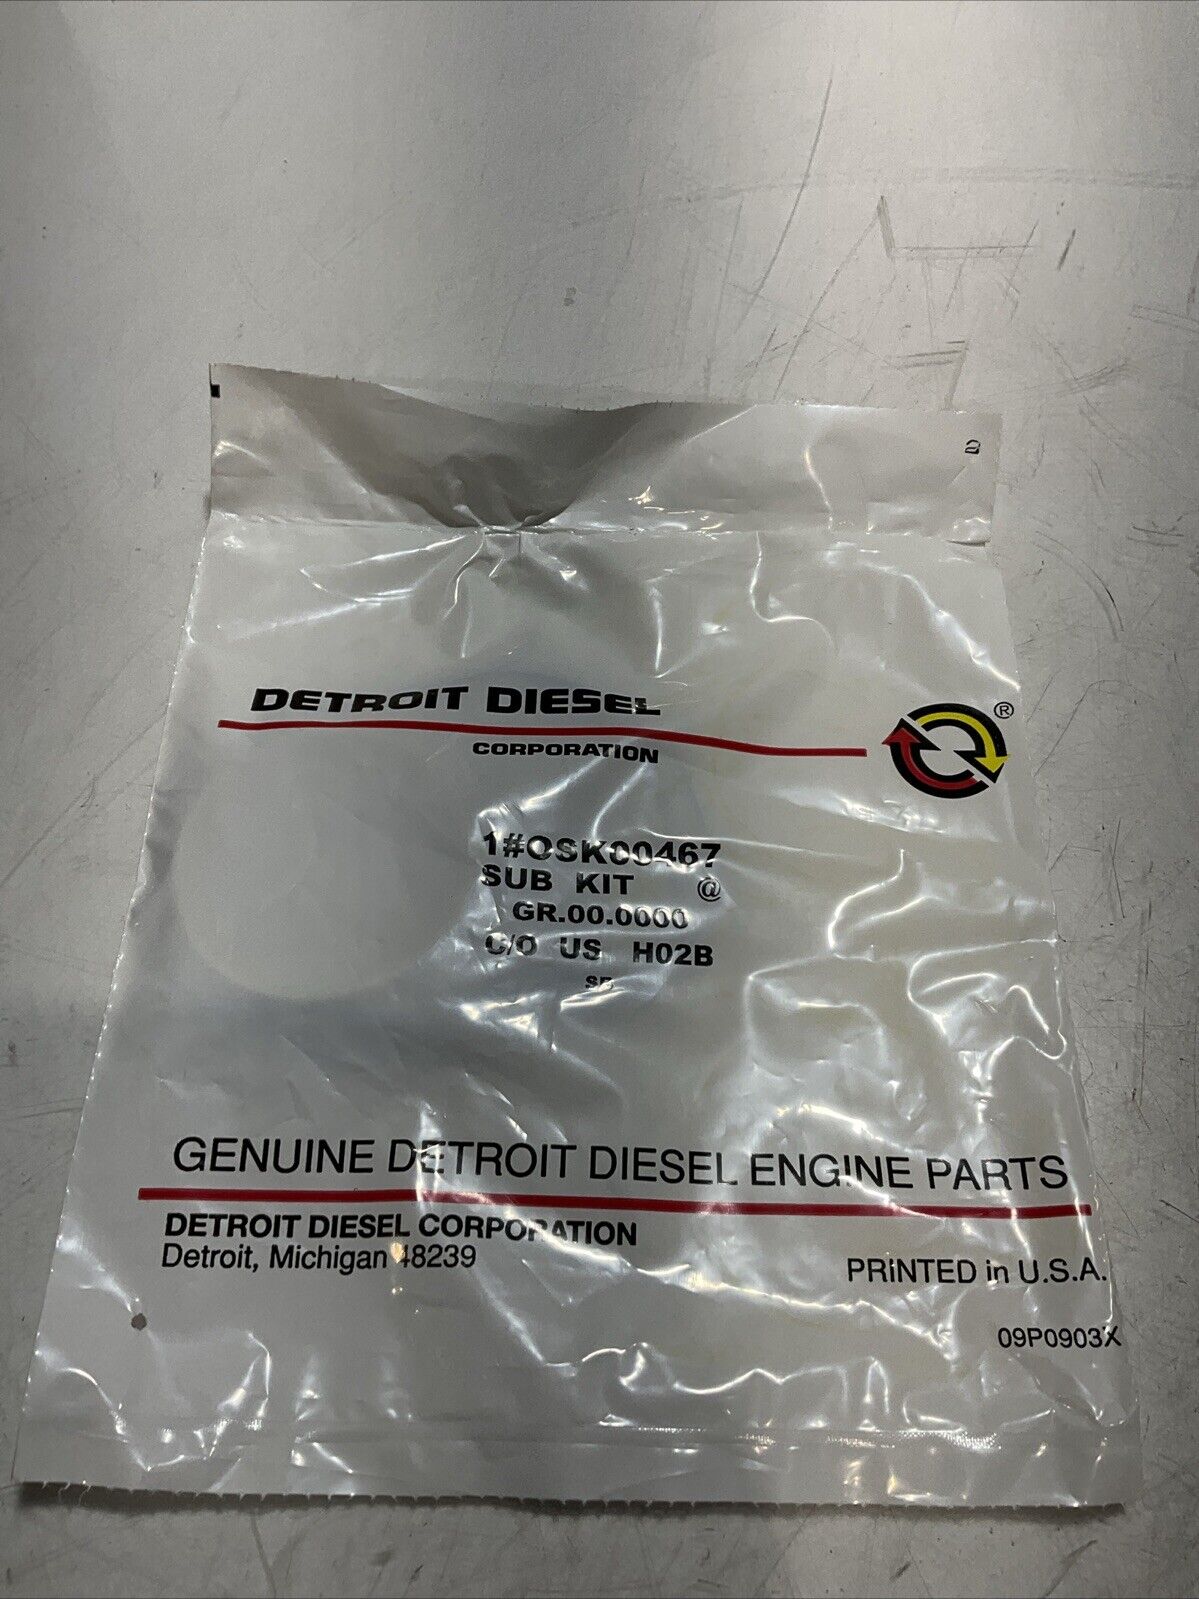 DETROIT DIESEL
®
CORPORATION
1#OSK00467
SUB KIT @
GR.00.0000
C/O US H02B
GENUINE DETROIT DIESEL ENGINE PARTS
DETROIT DIESEL CORPORATION
Detroit, Michigan 48239
PRINTED in U.S.A.
09P0903X